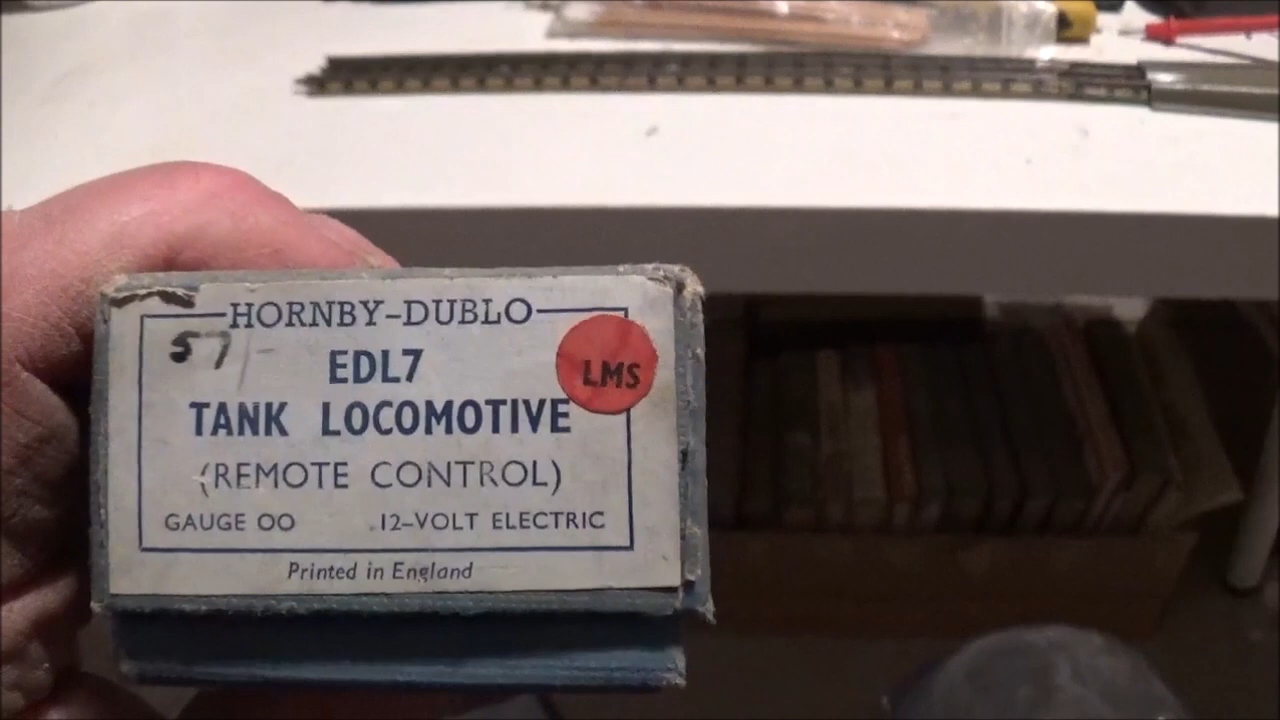 HORNBY-DUBLO
57/-
EDL7
LMS
TANK LOCOMOTIVE
(REMOTE CONTROL)
GAUGE OO 12-VOLT ELECTRIC
Printed in England